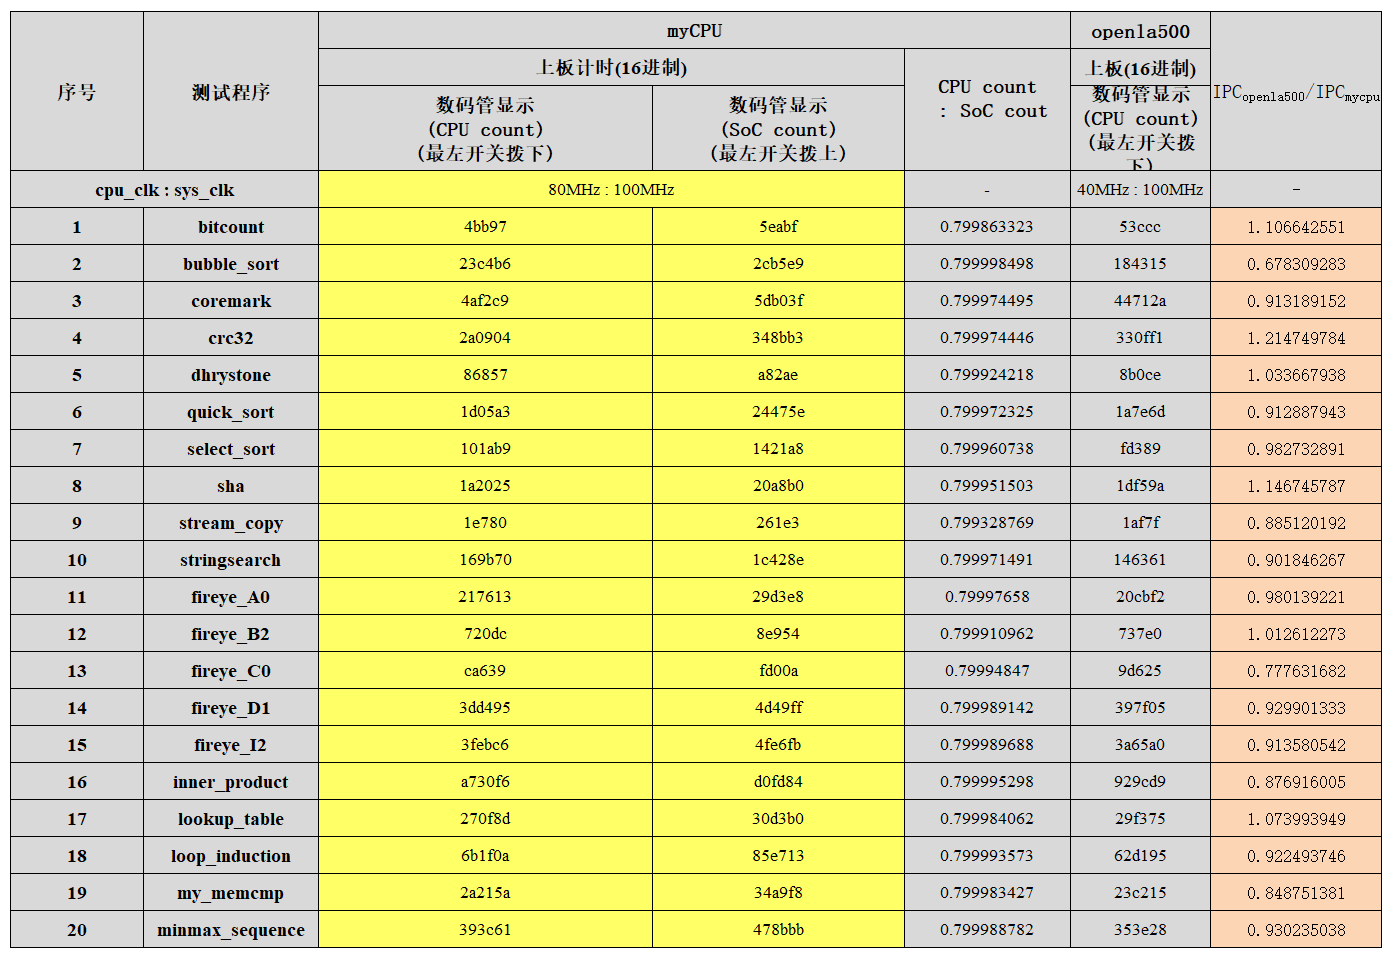 序号 测试程序 myCPU openla500 IPCopenla500/IPCmycpu
上板计时(16进制) CPU count : SoC cout 上板(16进制)
数码管显示 (CPU count) (最左开关拨下) 数码管显示 (SoC count) (最左开关拨上) 数码管显示 (CPU count) (最左开关拨下)
cpu_clk : sys_clk 80MHz : 100MHz - 40MHz : 100MHz -
1 bitcount 4bb97 5eabf 0.799863323 53ccc 1.106642551
2 bubble_sort 23c4b6 2cb5e9 0.799998498 184315 0.678309283
3 coremark 4af2c9 5db03f 0.799974495 44712a 0.913189152
4 crc32 2a0904 348bb3 0.799974446 330ff1 1.214749784
5 dhrystone 86857 a82ae 0.799924218 8b0ce 1.033667938
6 quick_sort 1d05a3 24475e 0.799972325 1a7e6d 0.912887943
7 select_sort 101ab9 1421a8 0.799960738 fd389 0.982732891
8 sha 1a2025 20a8b0 0.799951503 1df59a 1.146745787
9 stream_copy 1e780 261e3 0.799328769 1af7f 0.885120192
10 stringsearch 169b70 1c428e 0.799971491 146361 0.901846267
11 fireye_A0 217613 29d3e8 0.79997658 20cbf2 0.980139221
12 fireye_B2 720dc 8e954 0.799910962 737e0 1.012612273
13 fireye_C0 ca639 fd00a 0.79994847 9d625 0.777631682
14 fireye_D1 3dd495 4d49ff 0.799989142 397f05 0.929901333
15 fireye_I2 3febc6 4fe6fb 0.799989688 3a65a0 0.913580542
16 inner_product a730f6 d0fd84 0.799995298 929cd9 0.876916005
17 lookup_table 270f8d 30d3b0 0.799984062 29f375 1.073993949
18 loop_induction 6b1f0a 85e713 0.799993573 62d195 0.922493746
19 my_memcmp 2a215a 34a9f8 0.799983427 23c215 0.848751381
20 minmax_sequence 393c61 478bbb 0.799988782 353e28 0.930235038